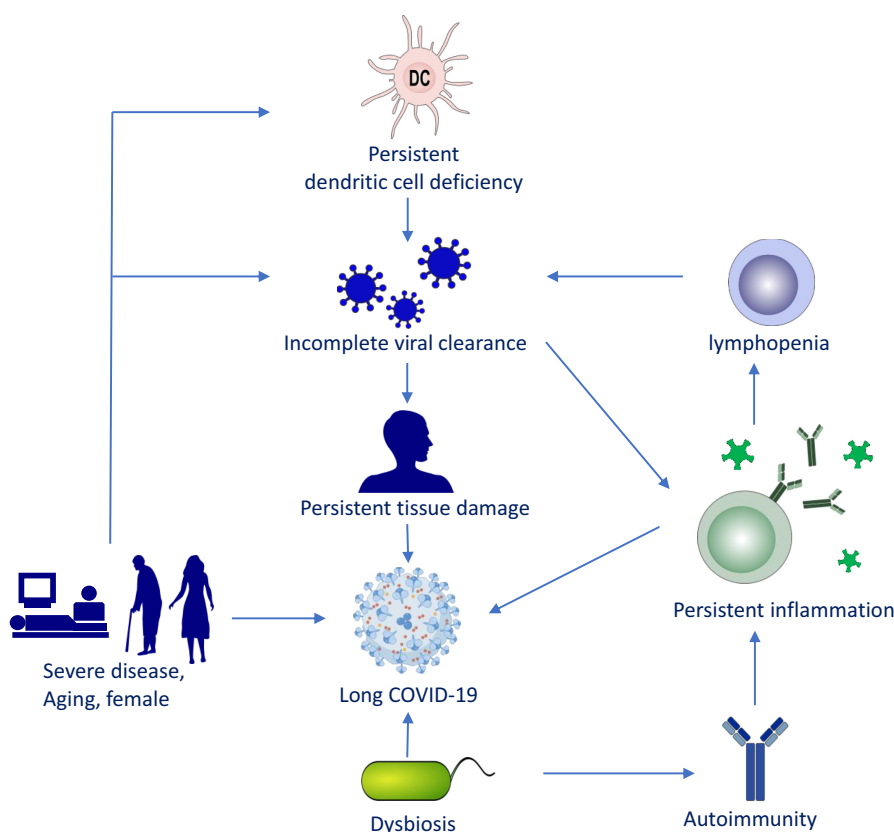 DC
Persistent
dendritic cell deficiency
Incomplete viral clearance
lymphopenia
Persistent tissue damage
Persistent inflammation
Severe disease,
Aging, female
Long COVID-19
Dysbiosis
Autoimmunity